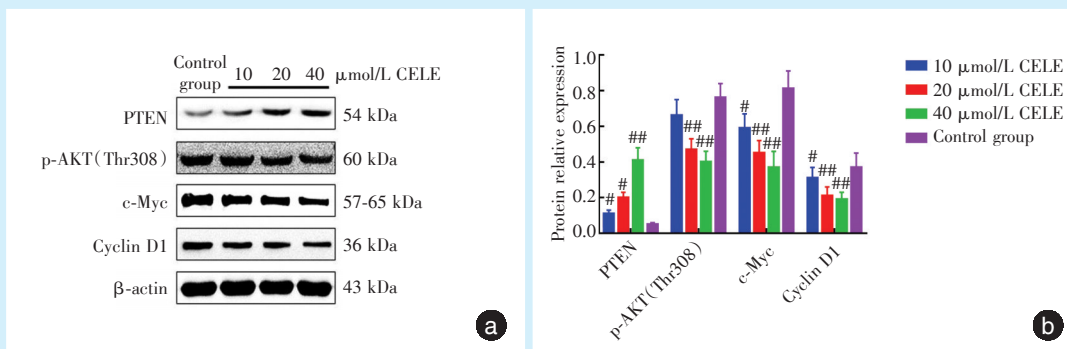 Control
group 10 20 40 μmol/L CELE
PTEN 54 kDa
p-AKT(Thr308) 60 kDa
c-Myc 57-65 kDa
Cyclin D1 36 kDa
β-actin 43 kDa
a
Protein relative expression
1.0
0.8
0.6
0.4
0.2
0.0
# # ##
## ##
# ## ##
# ## ##
PTEN
p-AKT(Thr308)
c-Myc
Cyclin D1
10 μmol/L CELE
20 μmol/L CELE
40 μmol/L CELE
Control group
b